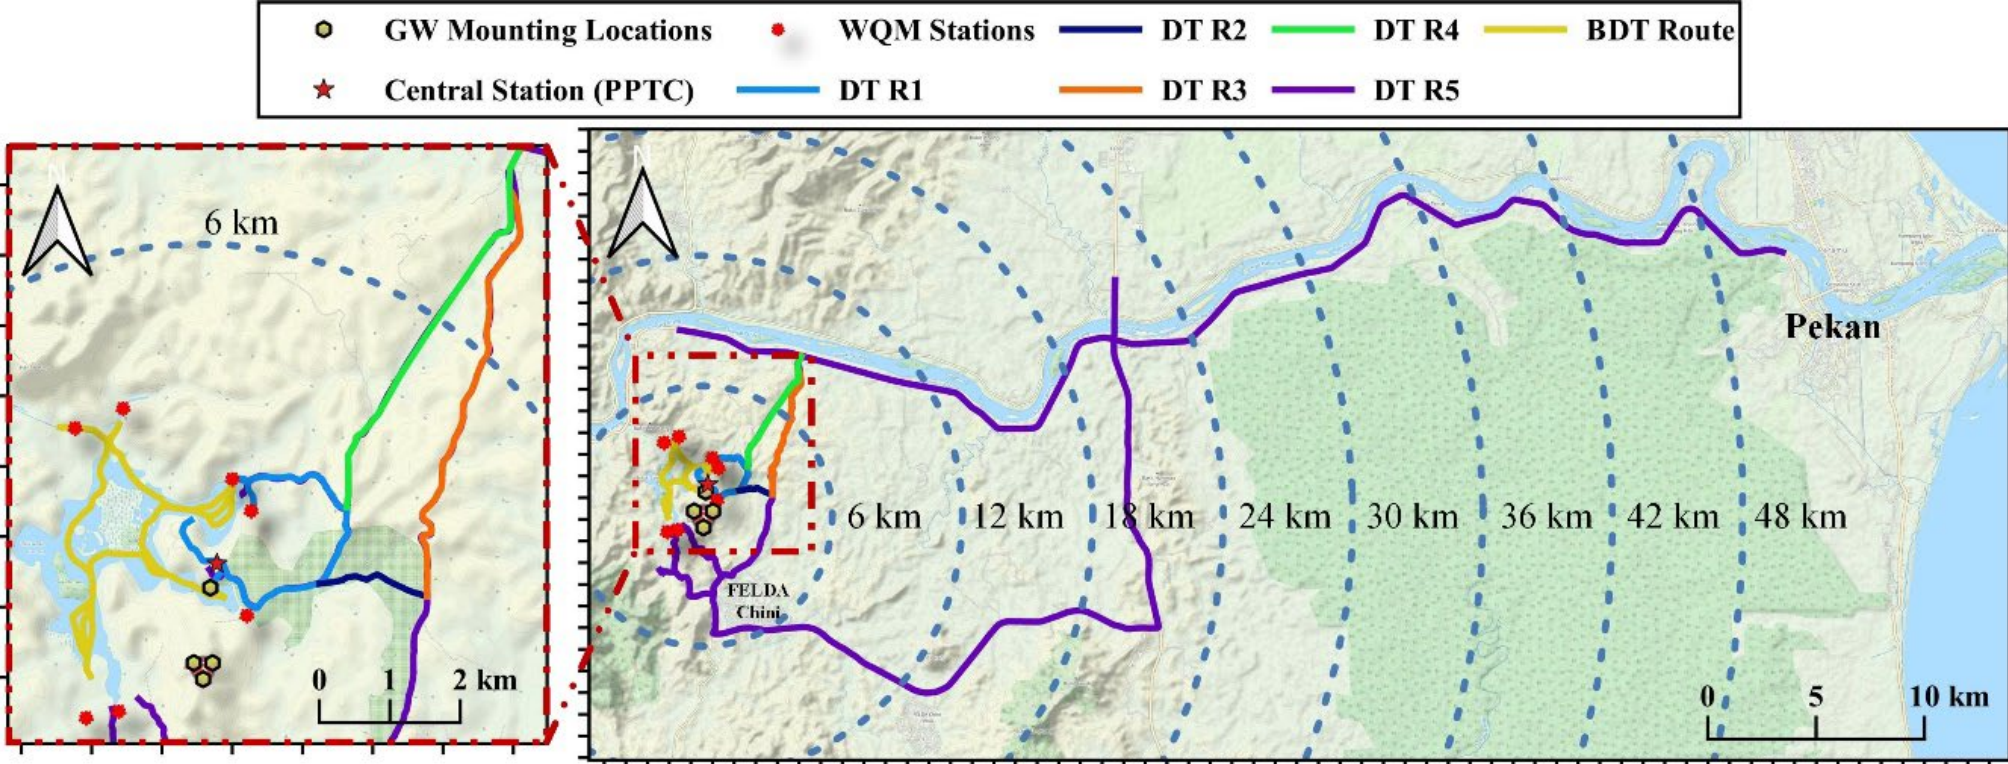 GW Mounting Locations
WQM Stations
DT R2
DT R4
BDT Route
Central Station (PPTC)
DT R1
DT R3
DT R5
N
6 km
0 1 2 km
N
Pekan
6 km 12 km 18 km 24 km 30 km 36 km 42 km 48 km
FELDA
Chini
0 5 10 km